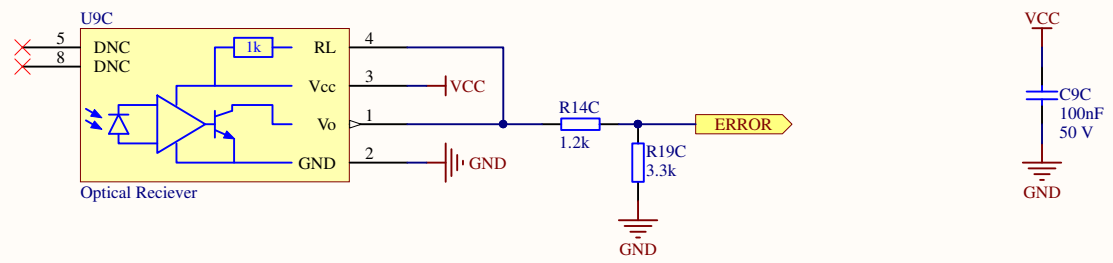 U9C
5 DNC
8 DNC
1k RL 4
Vcc 3 VCC
Vo 1
GND 2 GND
Optical Reciever
R14C
1.2k
ERROR
R19C
3.3k
GND
VCC
C9C
100nF
50 V
GND